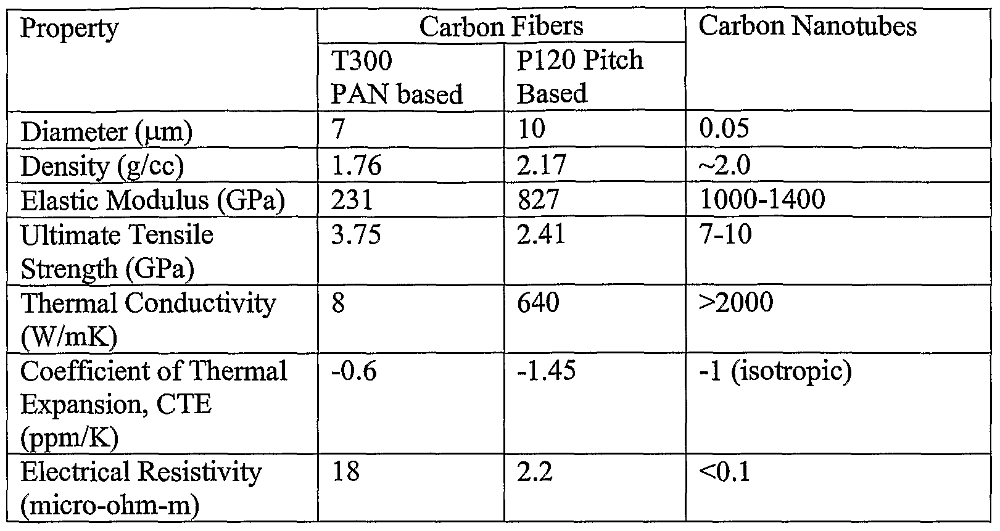 Property
Carbon Fibers
Carbon Nanotubes
T300
PAN based
P120 Pitch
Based
Diameter (μm)
7
10
0.05
Density (g/cc)
1.76
2.17
~2.0
Elastic Modulus (GPa)
231
827
1000-1400
Ultimate Tensile
Strength (GPa)
3.75
2.41
7-10
Thermal Conductivity
(W/mK)
8
640
>2000
Coefficient of Thermal
Expansion, CTE
(ppm/K)
-0.6
-1.45
-1 (isotropic)
Electrical Resistivity
(micro-ohm-m)
18
2.2
<0.1